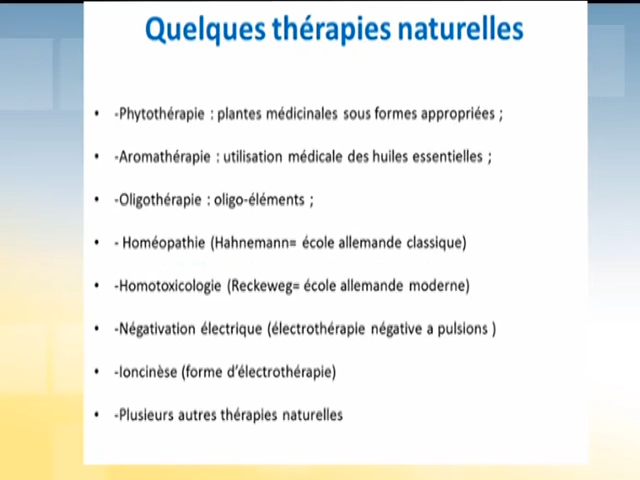 Quelques thérapies naturelles
• -Phytothérapie : plantes médicinales sous formes appropriées ;
• -Aromathérapie : utilisation médicale des huiles essentielles ;
• -Oligothérapie : oligo-éléments ;
• - Homéopathie (Hahnemann= école allemande classique)
• -Homotoxicologie (Reckeweg= école allemande moderne)
• -Négativation électrique (électrothérapie négative a pulsions )
• -Ioncinèse (forme d'électrothérapie)
• -Plusieurs autres thérapies naturelles